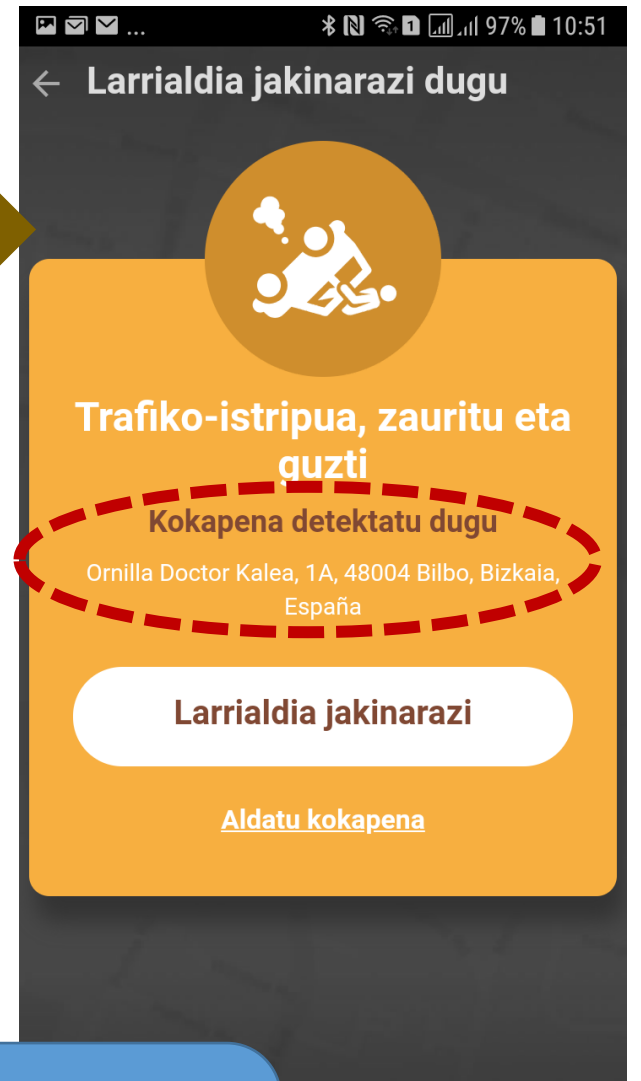 ... 1 97% 10:51
← Larrialdia jakinarazi dugu
Trafiko-istripua, zauritu eta
guzti
Kokapena detektatu dugu
Ornilla Doctor Kalea, 1A, 48004 Bilbo, Bizkaia,
España
Larrialdia jakinarazi
Aldatu kokapena